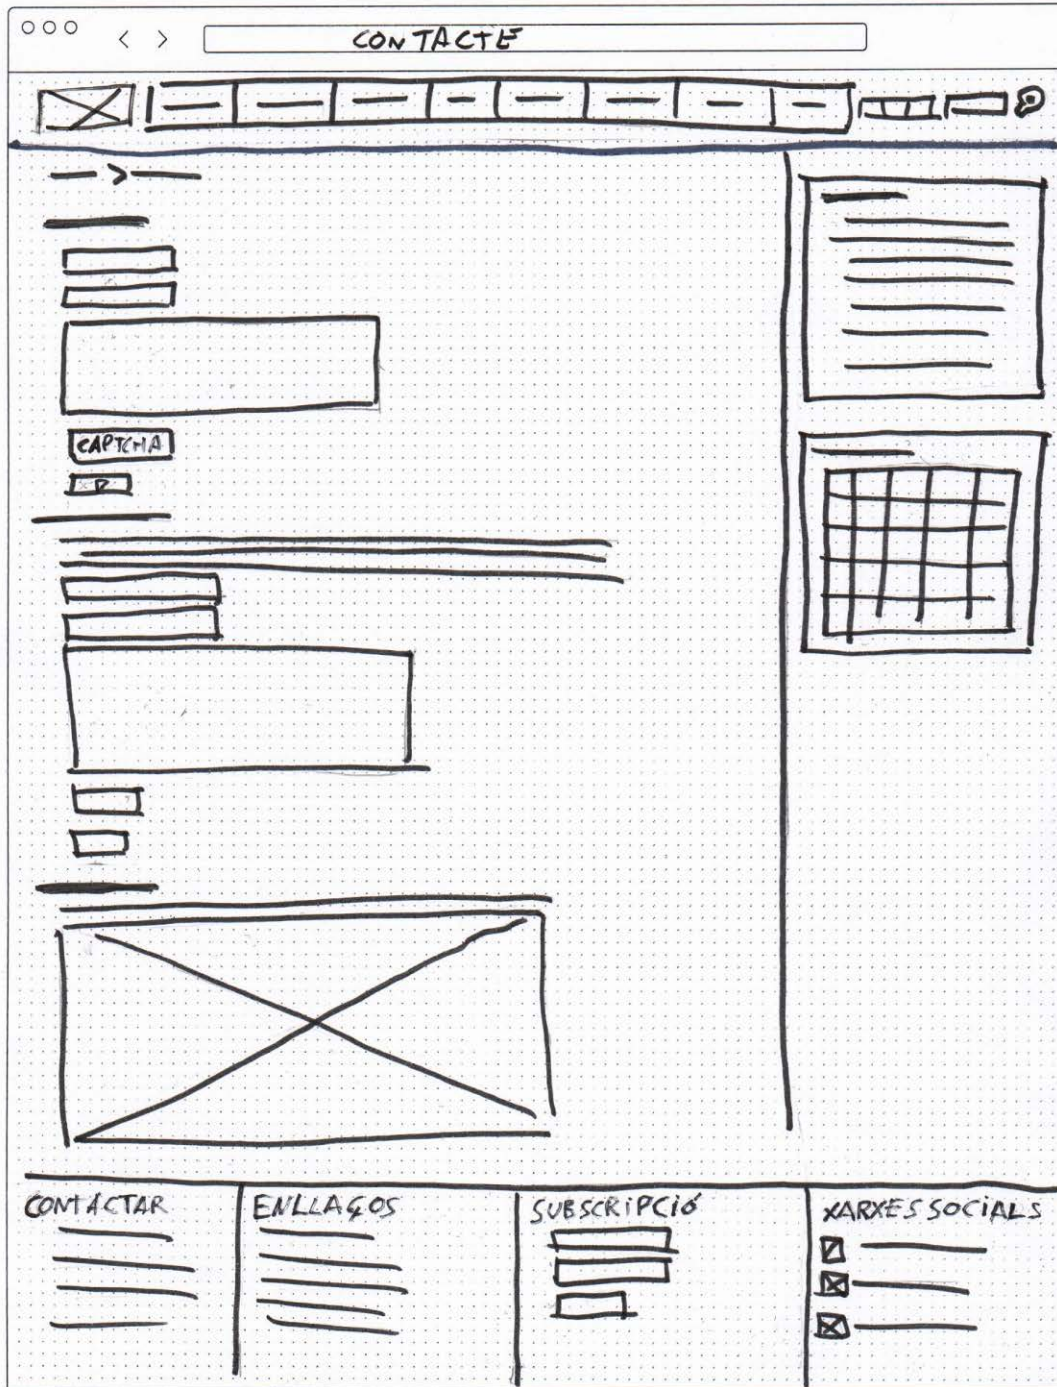 CONTACTE
CAPTCHA
CONTACTAR
ENLLAÇOS
SUBSCRIPCIÓ
XARXES SOCIALS